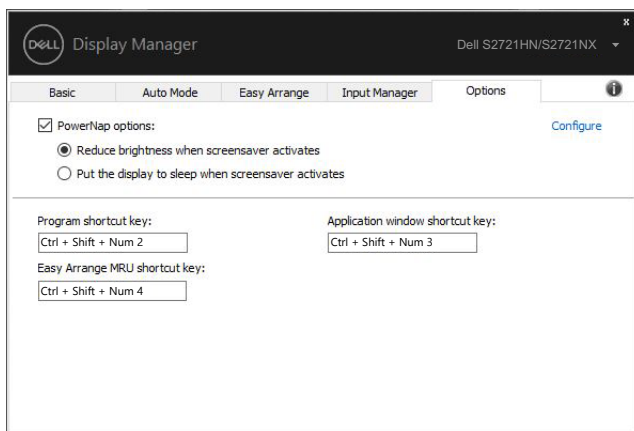 x
DELL Display Manager Dell S2721HN/S2721NX
Basic Auto Mode Easy Arrange Input Manager Options i
PowerNap options: Configure
Reduce brightness when screensaver activates
Put the display to sleep when screensaver activates
Program shortcut key: Application window shortcut key:
Ctrl + Shift + Num 2 Ctrl + Shift + Num 3
Easy Arrange MRU shortcut key:
Ctrl + Shift + Num 4